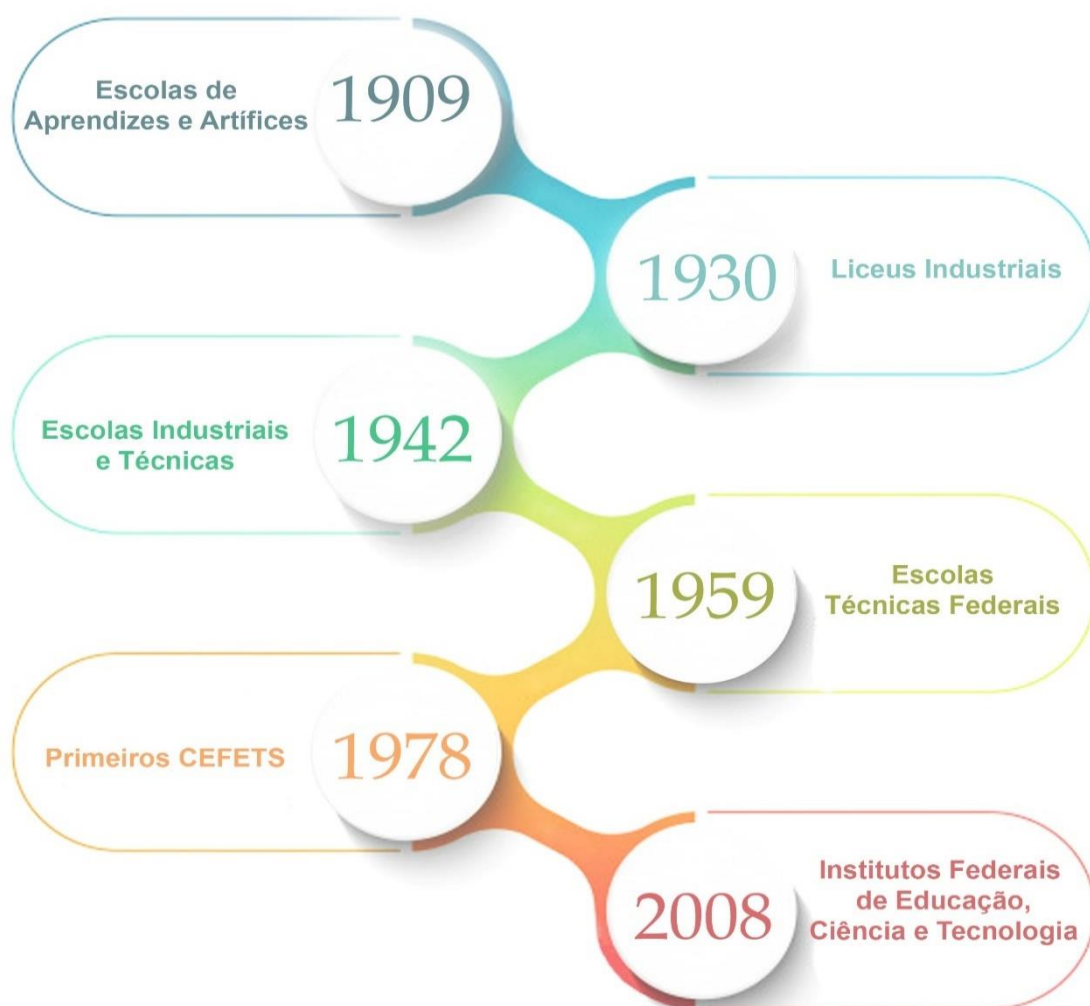 Escolas de
Aprendizes e Artífices
1909
1930
Liceus Industriais
Escolas Industriais
e Técnicas
1942
1959
Escolas
Técnicas Federais
Primeiros CEFETS
1978
2008
Institutos Federais
de Educação,
Ciência e Tecnologia